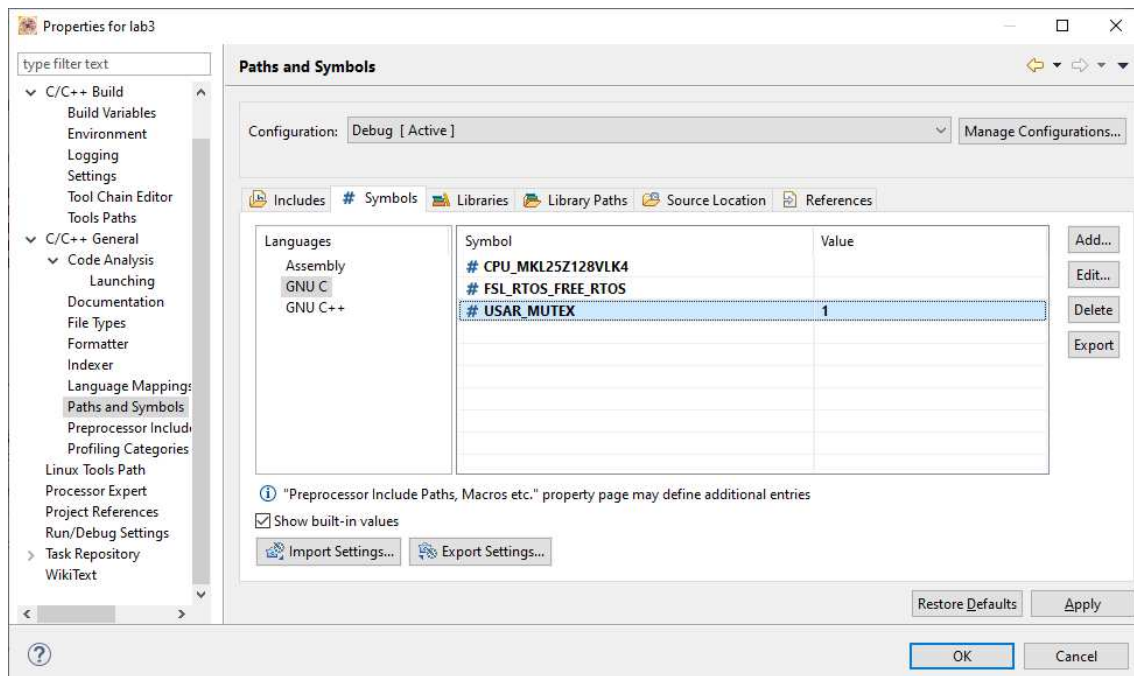 Properties for lab3
type filter text
C/C++ Build
Build Variables
Environment
Logging
Settings
Tool Chain Editor
Tools Paths
C/C++ General
Code Analysis
Launching
Documentation
File Types
Formatter
Indexer
Language Mappings
Paths and Symbols
Preprocessor Include
Profiling Categories
Linux Tools Path
Processor Expert
Project References
Run/Debug Settings
Task Repository
WikiText
Paths and Symbols
Configuration: Debug [ Active ] Manage Configurations...
Includes # Symbols Libraries Library Paths Source Location References
Languages
Assembly
GNU C
GNU C++
Symbol Value
# CPU_MKL25Z128VLK4
# FSL_RTOS_FREE_RTOS
# USAR_MUTEX 1
Add...
Edit...
Delete
Export
"Preprocessor Include Paths, Macros etc." property page may define additional entries
Show built-in values
Import Settings... Export Settings...
Restore Defaults Apply
OK Cancel